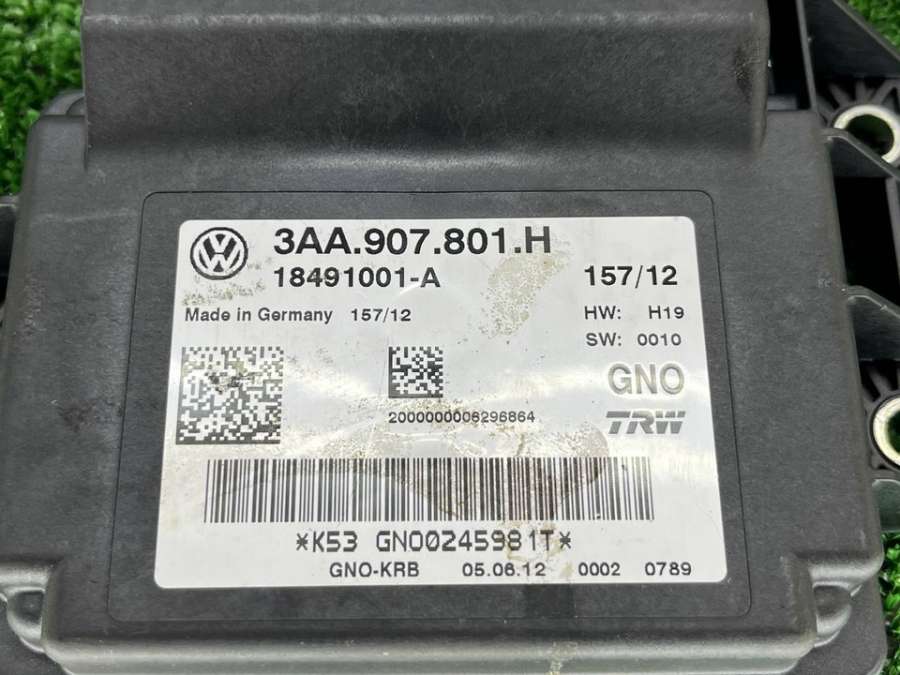 3AA.907.801.H
18491001-A 157/12
Made in Germany 157/12 HW: H19
SW: 0010
GNO
TRW
2000000006296864
*K53 GNO0245981T*
GNO-KRB 05.06.12 0002 0789